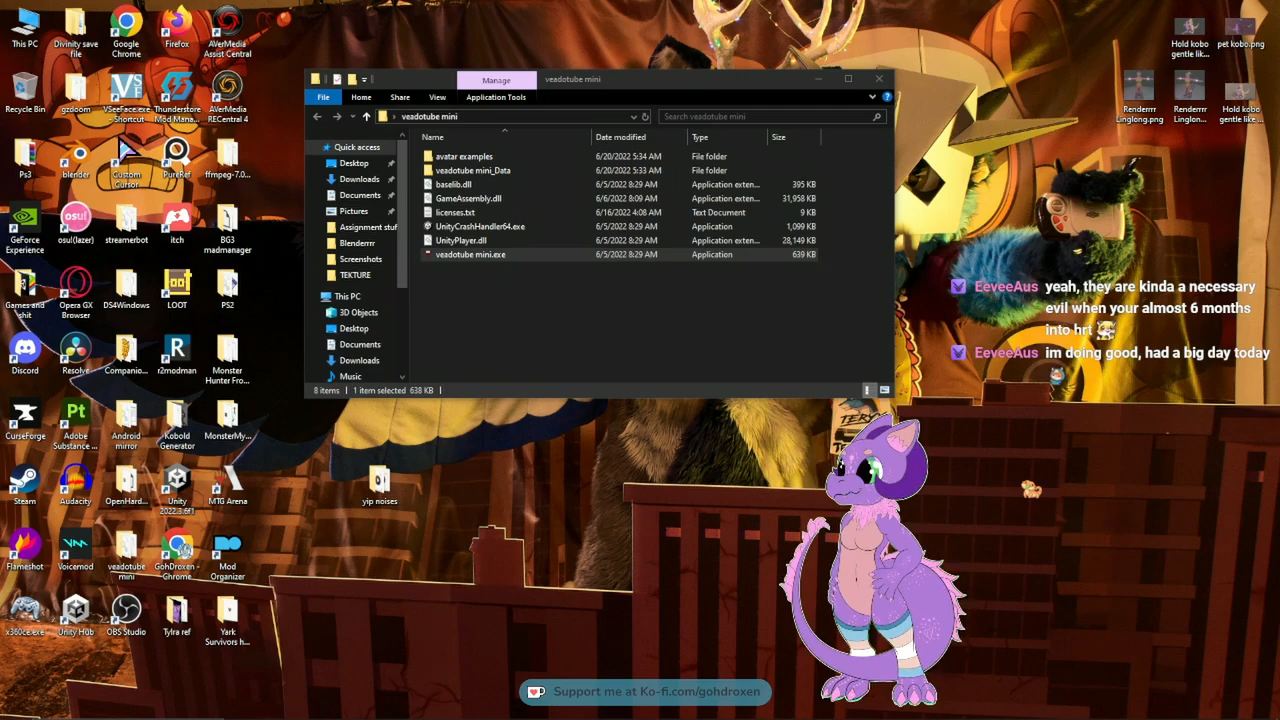 This PC
Divinity save file
Google Chrome
Firefox
AVerMedia Assist Central
Recycle Bin
gzdoom
VSeeFace.exe - Shortcut
Thunderstore Mod Mana...
AVerMedia RECentral 4
Ps3
blender
Custom Cursor
PureRef
ffmpeg-7.0...
GeForce Experience
osu!(lazer)
streamerbot
itch
BG3 madmanager
Games and shit
Opera GX Browser
DS4Windows
LOOT
PS2
Discord
Resolve
Companio...
r2modman
Monster Hunter Fro...
CurseForge
Adobe Substance ...
Android mirror
Kobold Generator
MonsterMy...
Steam
Audacity
OpenHard...
Unity 2022.3.6f1
MTG Arena
Flameshot
Voicemod
veadotube mini
GohDroxen - Chrome
Mod Organizer
x360ce.exe
Unity Hub
OBS Studio
Tylra ref
Yark Survivors h...
yip noises
Manage
veadotube mini
File
Home
Share
View
Application Tools
veadotube mini
Search veadotube mini
Name
Date modified
Type
Size
Quick access
Desktop
Downloads
Documents
Pictures
Assignment stuf
Blenderrr
Screenshots
TEKTURE
This PC
3D Objects
Desktop
Documents
Downloads
Music
avatar examples 6/20/2022 5:34 AM File folder
veadotube mini_Data 6/20/2022 5:33 AM File folder
baselib.dll 6/5/2022 8:29 AM Application exten... 395 KB
GameAssembly.dll 6/6/2022 8:09 AM Application exten... 31,958 KB
licenses.txt 6/16/2022 4:08 AM Text Document 9 KB
UnityCrashHandler64.exe 6/5/2022 8:29 AM Application 1,099 KB
UnityPlayer.dll 6/5/2022 8:29 AM Application exten... 28,149 KB
veadotube mini.exe 6/5/2022 8:29 AM Application 639 KB
8 items
1 item selected 638 KB
Hold kobo gentle lik...
pet kobo.png
Renderrrr Linglong.png
Renderrrr Linglon...
Hold kobo gentle like ...
EeveeAus yeah, they are kinda a necessary
evil when your almost 6 months
into hrt
EeveeAus im doing good, had a big day today
Support me at Ko-fi.com/gohdroxen